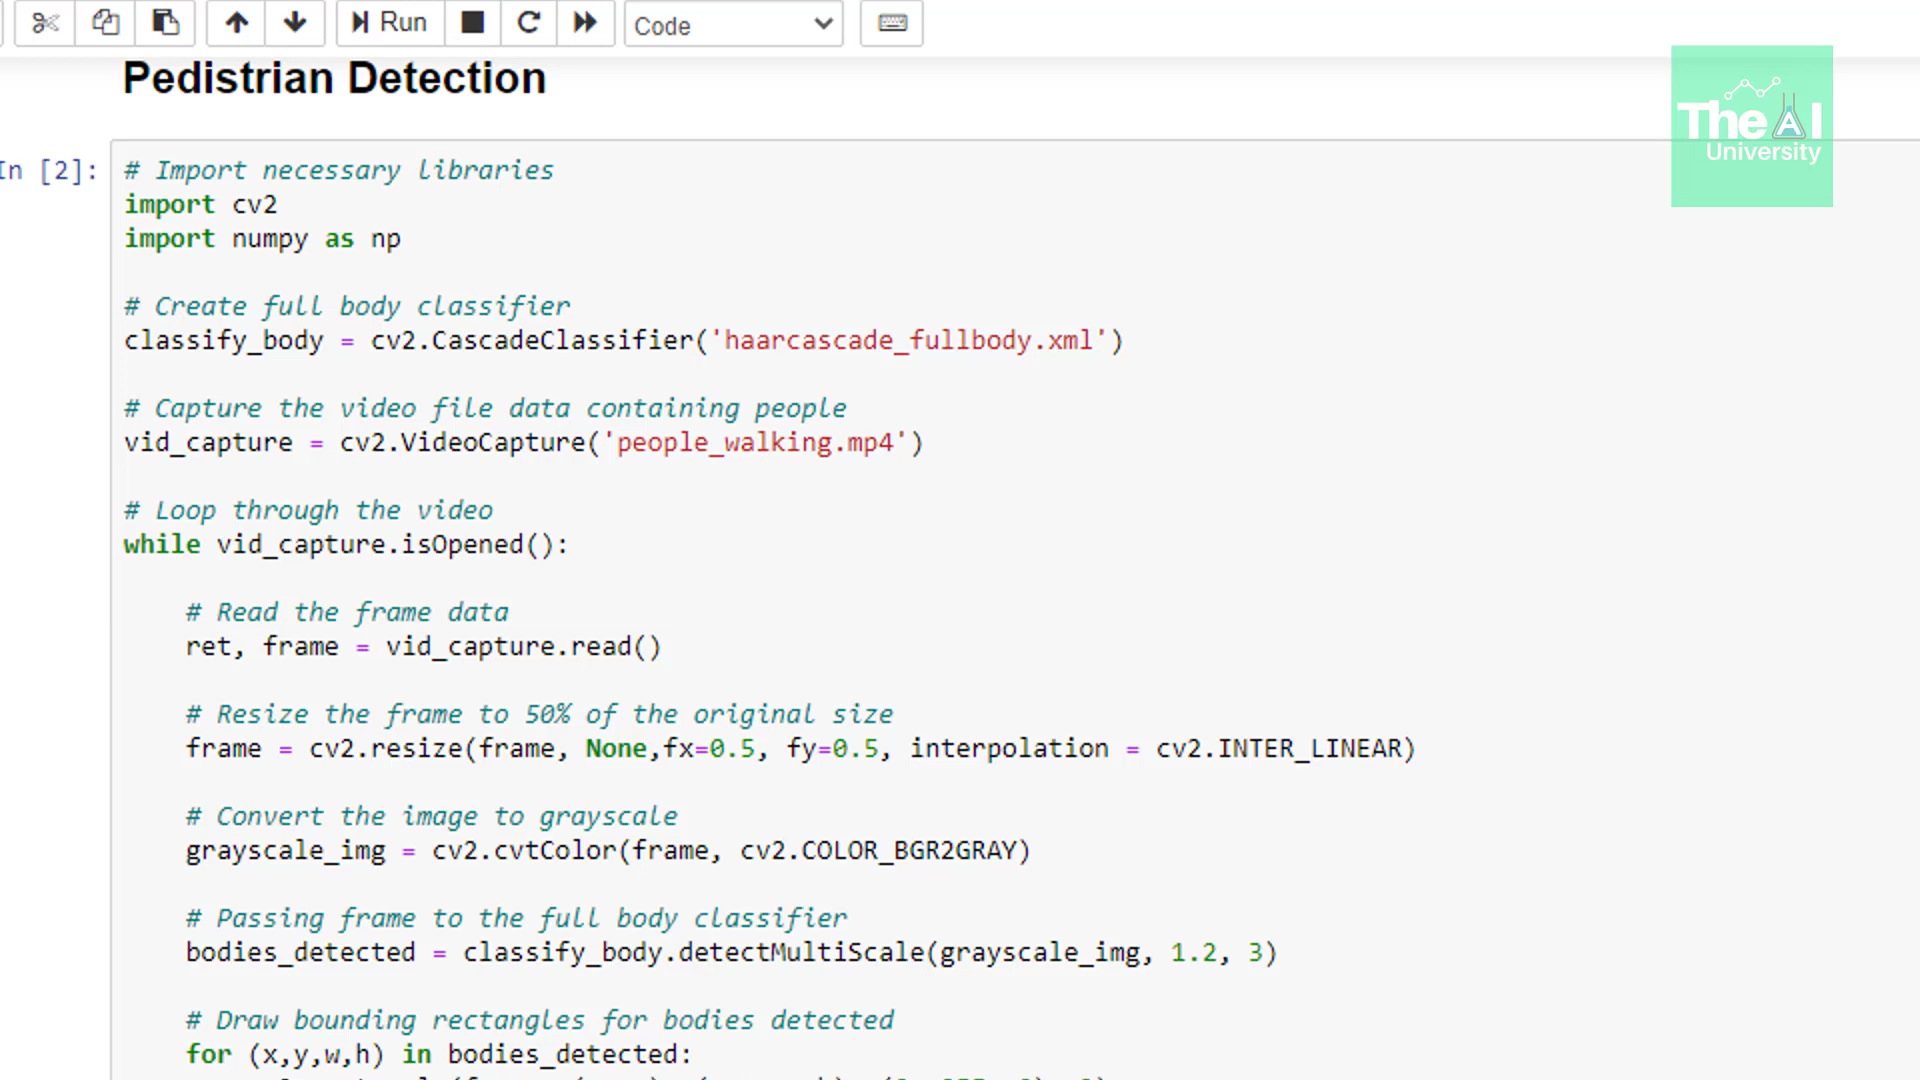 Run
Code
Pedistrian Detection
The AI
University
In [2]:
# Import necessary libraries
import cv2
import numpy as np
# Create full body classifier
classify_body = cv2.CascadeClassifier('haarcascade_fullbody.xml')
# Capture the video file data containing people
vid_capture = cv2.VideoCapture('people_walking.mp4')
# Loop through the video
while vid_capture.isOpened():
# Read the frame data
ret, frame = vid_capture.read()
# Resize the frame to 50% of the original size
frame = cv2.resize(frame, None,fx=0.5, fy=0.5, interpolation = cv2.INTER_LINEAR)
# Convert the image to grayscale
grayscale_img = cv2.cvtColor(frame, cv2.COLOR_BGR2GRAY)
# Passing frame to the full body classifier
bodies_detected = classify_body.detectMultiScale(grayscale_img, 1.2, 3)
# Draw bounding rectangles for bodies detected
for (x,y,w,h) in bodies_detected: